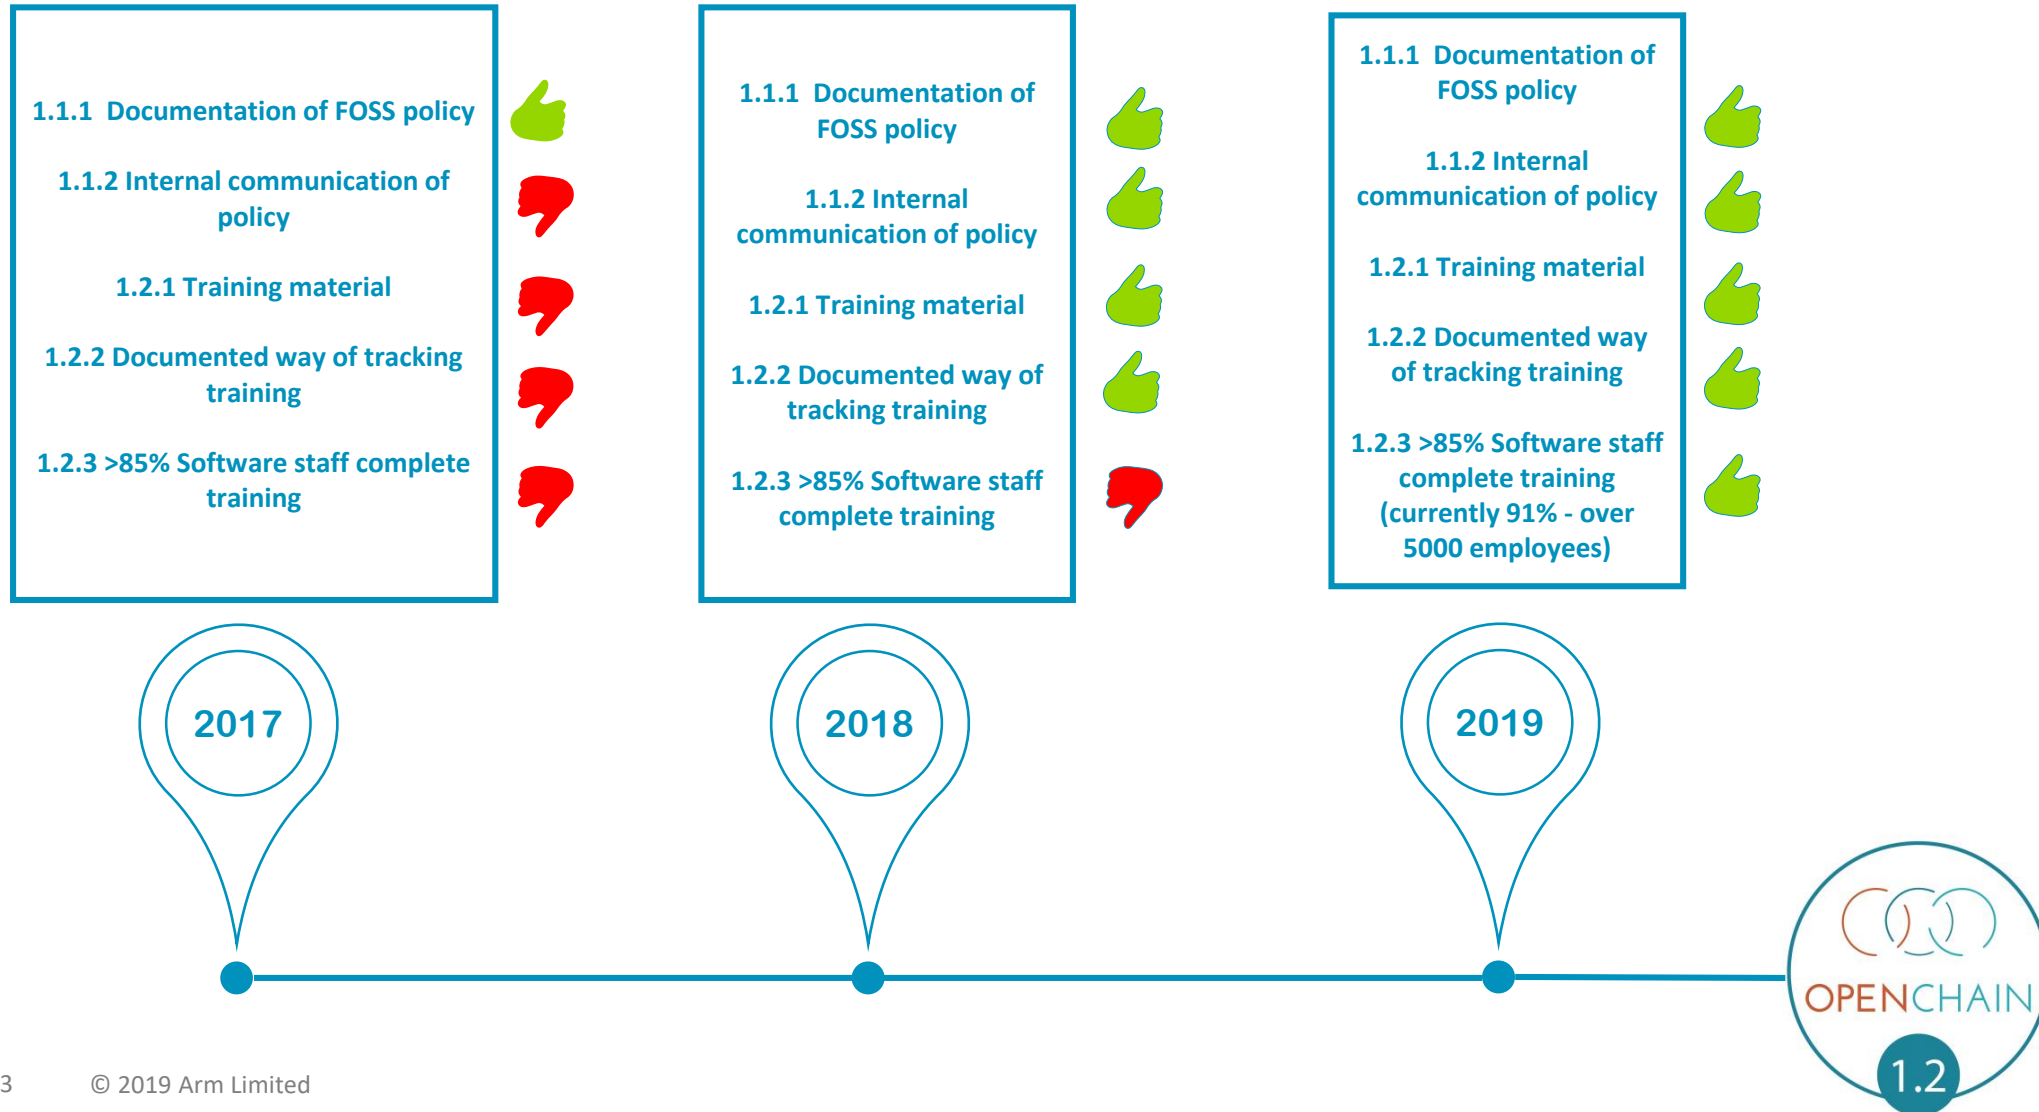 1.1.1 Documentation of FOSS policy
1.1.2 Internal communication of
policy
1.2.1 Training material
1.2.2 Documented way of tracking
training
1.2.3 >85% Software staff complete
training
1.1.1 Documentation of
FOSS policy
1.1.2 Internal
communication of policy
1.2.1 Training material
1.2.2 Documented way of
tracking training
1.2.3 >85% Software staff
complete training
1.1.1 Documentation of
FOSS policy
1.1.2 Internal
communication of policy
1.2.1 Training material
1.2.2 Documented way
of tracking training
1.2.3 >85% Software staff
complete training
(currently 91% - over
5000 employees)
2017
2018
2019
OPENCHAIN
1.2
3 © 2019 Arm Limited